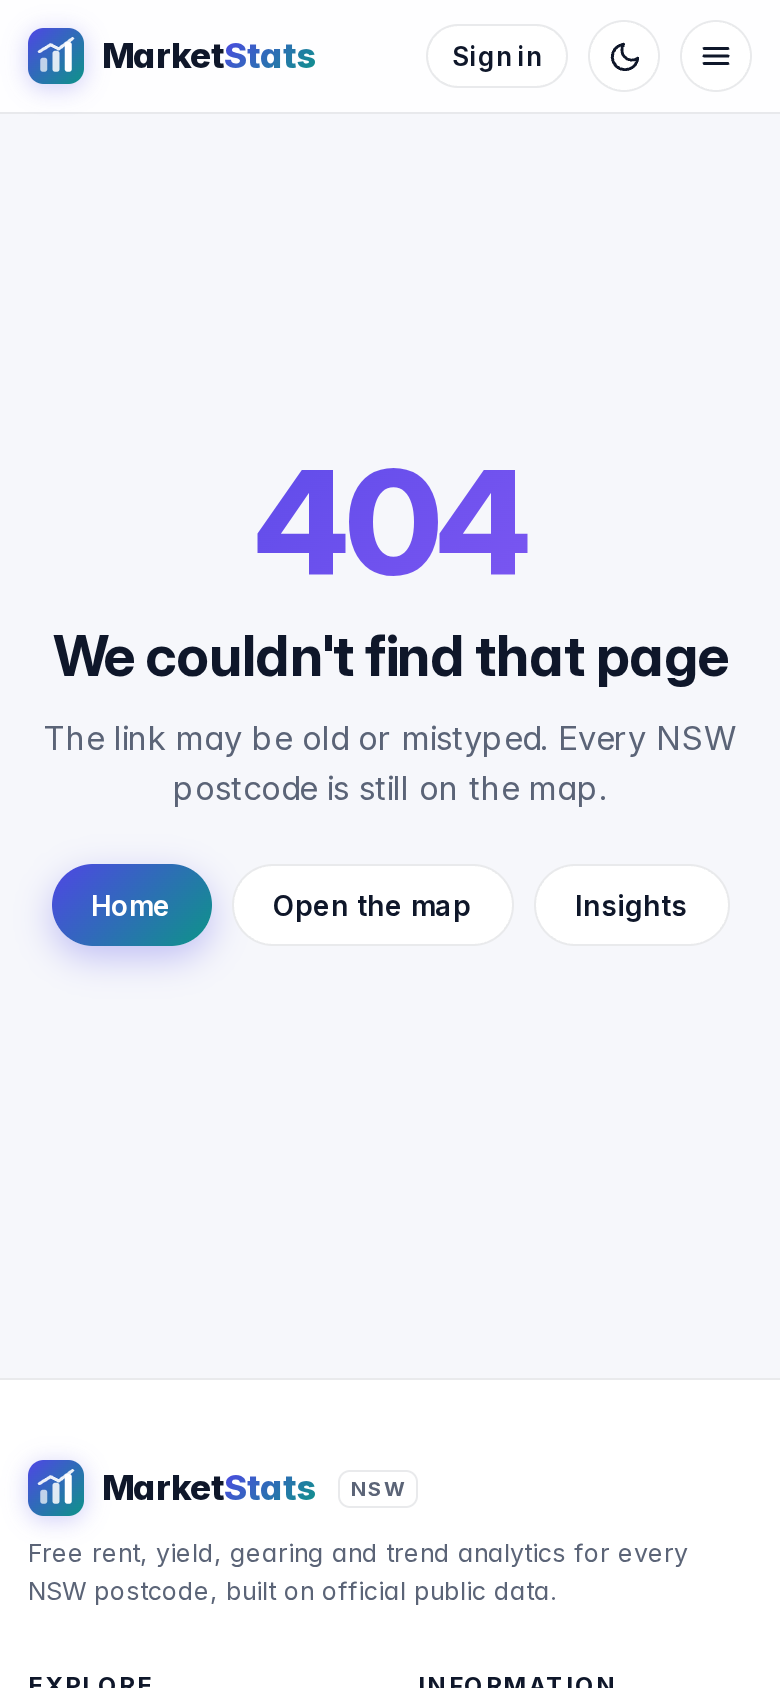 MarketStats
Sign in
404
We couldn't find that page
The link may be old or mistyped. Every NSW
postcode is still on the map.
Home
Open the map
Insights
MarketStats
NSW
Free rent, yield, gearing and trend analytics for every
NSW postcode, built on official public data.
EXPLORE
INFORMATION